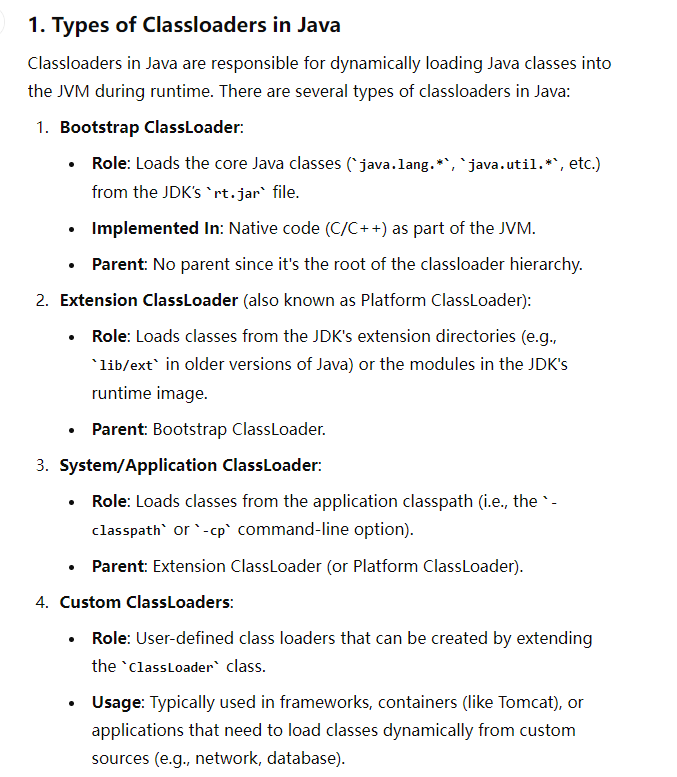 1. Types of Classloaders in Java
Classloaders in Java are responsible for dynamically loading Java classes into
the JVM during runtime. There are several types of classloaders in Java:
1. Bootstrap ClassLoader:
• Role: Loads the core Java classes (`java.lang.*`, `java.util.*`, etc.)
from the JDK's `rt.jar` file.
• Implemented In: Native code (C/C++) as part of the JVM.
• Parent: No parent since it's the root of the classloader hierarchy.
2. Extension ClassLoader (also known as Platform ClassLoader):
• Role: Loads classes from the JDK's extension directories (e.g.,
`lib/ext` in older versions of Java) or the modules in the JDK's
runtime image.
• Parent: Bootstrap ClassLoader.
3. System/Application ClassLoader:
• Role: Loads classes from the application classpath (i.e., the `-
classpath` or `-cp` command-line option).
• Parent: Extension ClassLoader (or Platform ClassLoader).
4. Custom ClassLoaders:
• Role: User-defined class loaders that can be created by extending
the `ClassLoader` class.
• Usage: Typically used in frameworks, containers (like Tomcat), or
applications that need to load classes dynamically from custom
sources (e.g., network, database).